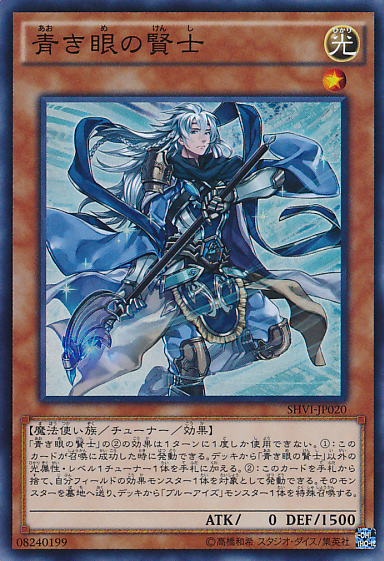 青き眼の賢士
光
SHVI-JP020
【魔法使い族／チューナー／効果】
「青き眼の賢士」の②の効果は1ターンに1度しか使用できない。①：このカードが召喚に成功した時に発動できる。デッキから「青き眼の賢士」以外の光属性・レベル1チューナー1体を手札に加える。②：このカードを手札から捨て、自分フィールドの効果モンスター1体を対象として発動できる。そのモンスターを墓地へ送り、デッキから「ブルーアイズ」モンスター1体を特殊召喚する。
ATK/ 0 DEF/1500
08240199 ©高橋和希 スタジオ・ダイス/集英社